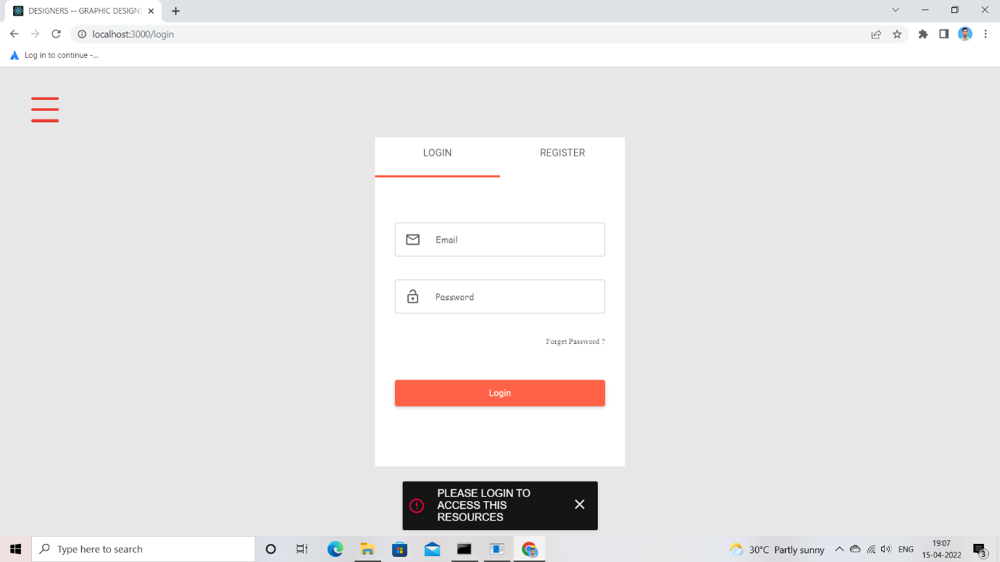 DESIGNERS -- GRAPHIC DESIGN
localhost:3000/login
Log in to continue -...
LOGIN
REGISTER
Email
Password
Forget Password ?
Login
PLEASE LOGIN TO
ACCESS THIS
RESOURCES
Type here to search
30°C Partly sunny
ENG
19:07
15-04-2022
3